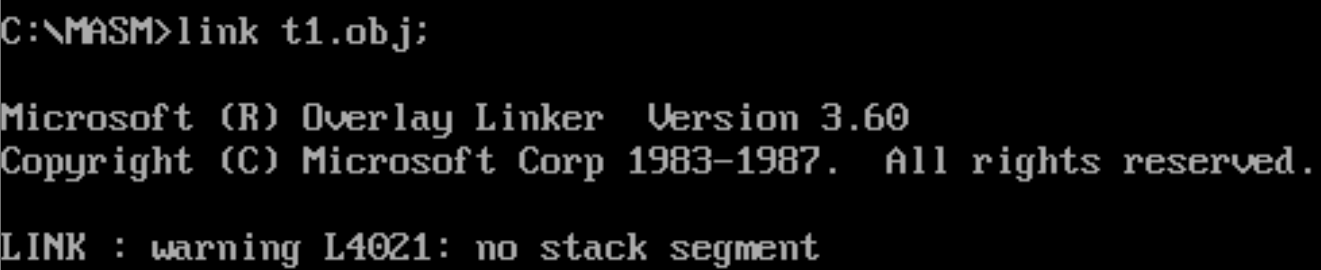 C:\MASM>link t1.obj;
Microsoft (R) Overlay Linker  Version 3.60
Copyright (C) Microsoft Corp 1983-1987.  All rights reserved.
LINK : warning L4021: no stack segment